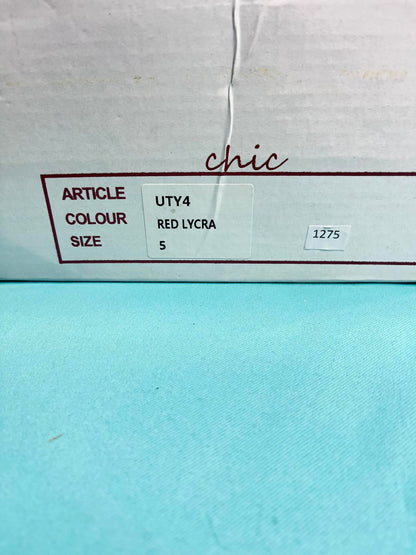 chic
ARTICLE UTY4
COLOUR RED LYCRA
SIZE 5
1275